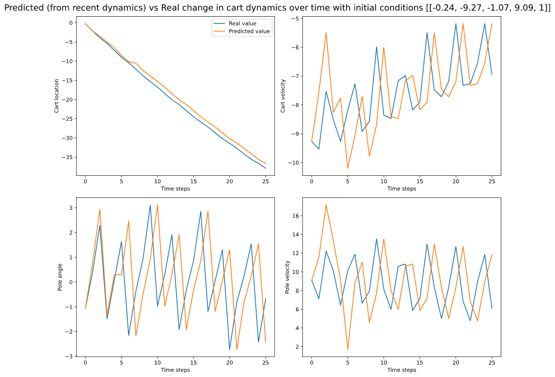 Predicted (from recent dynamics) vs Real change in cart dynamics over time with initial conditions [[-0.24, -9.27, -1.07, 9.09, 1]]
Real value
Predicted value
0
−5
−10
−15
−20
−25
−30
−35
Cart location
0 5 10 15 20 25
Time steps
−5
−6
−7
−8
−9
−10
Cart velocity
0 5 10 15 20 25
Time steps
3
2
1
0
−1
−2
−3
Pole angle
0 5 10 15 20 25
Time steps
16
14
12
10
8
6
4
2
Pole velocity
0 5 10 15 20 25
Time steps